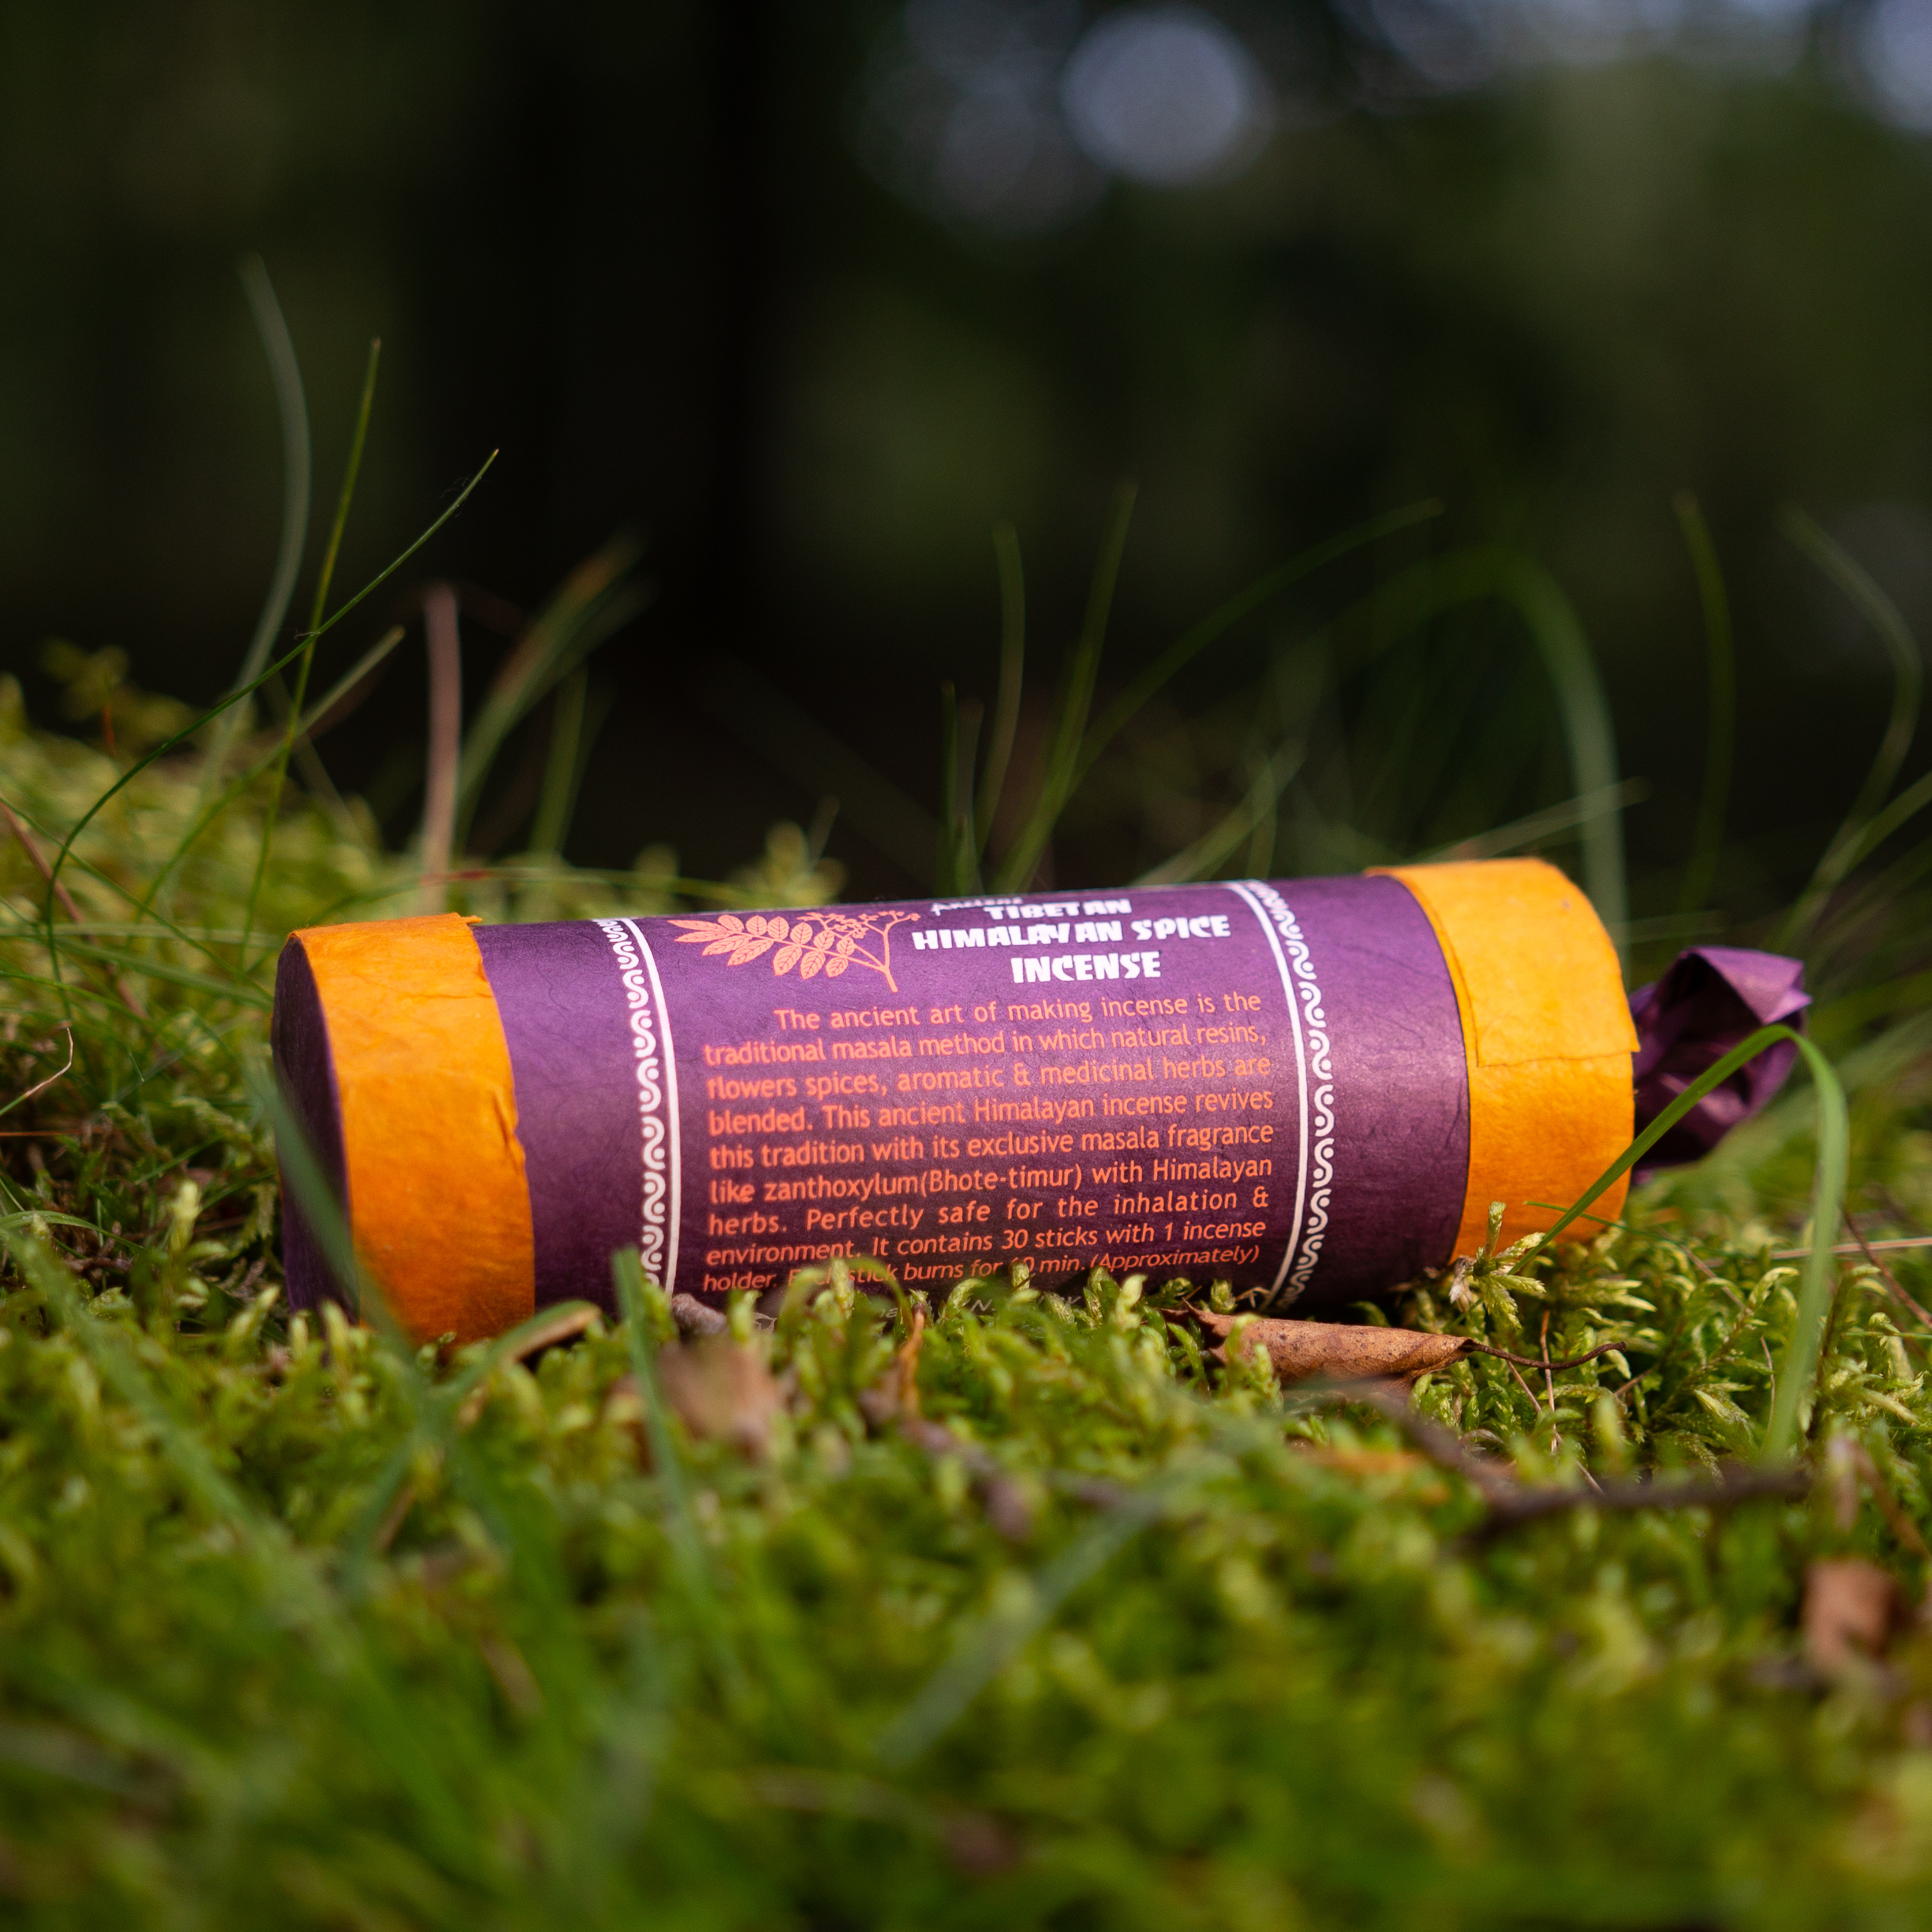 Ancient
TIBETAN
HIMALAYAN SPICE
INCENSE
The ancient art of making incense is the
traditional masala method in which natural resins,
flowers spices, aromatic & medicinal herbs are
blended. This ancient Himalayan incense revives
this tradition with its exclusive masala fragrance
like zanthoxylum(Bhote-timur) with Himalayan
herbs. Perfectly safe for the inhalation &
environment. It contains 30 sticks with 1 incense
holder. stick burns for min. (Approximately)